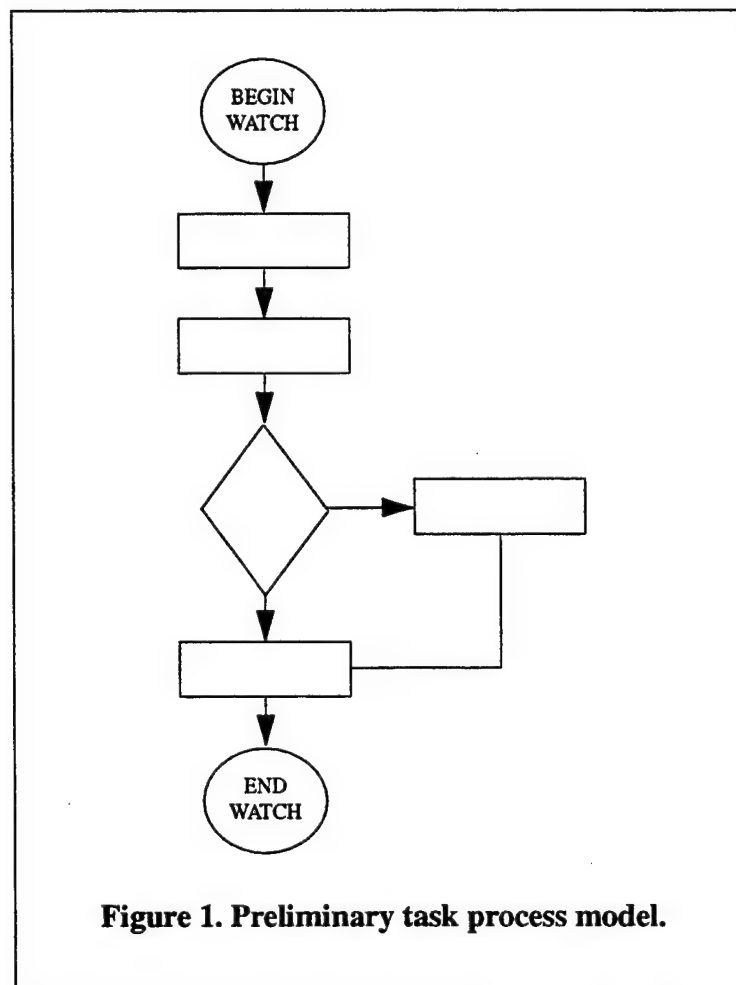 BEGIN
WATCH
END
WATCH
Figure 1. Preliminary task process model.